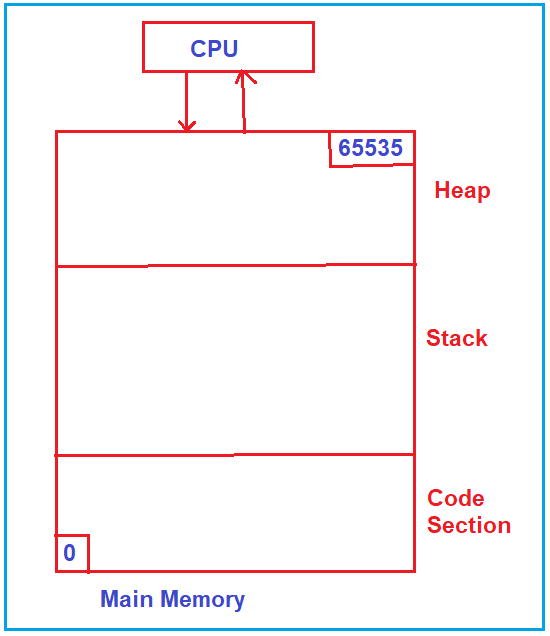 CPU
65535
Heap
Stack
Code
Section
0
Main Memory